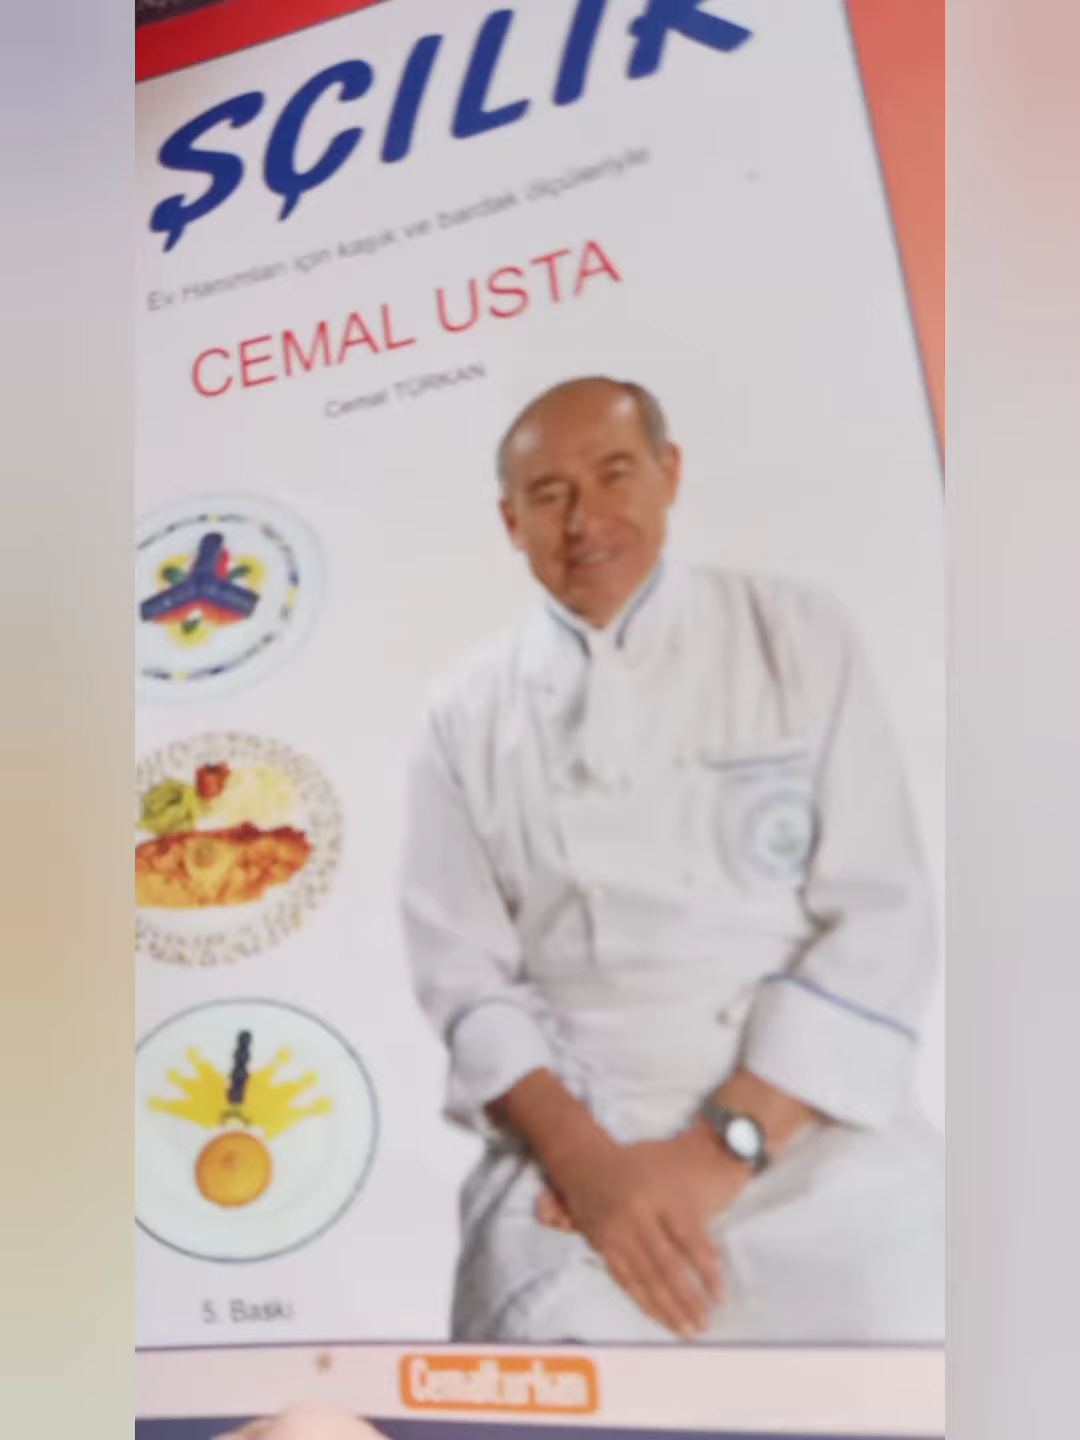 ŞÇILIK
Ev Hanımları için kaşık ve bardak ölçüleriyle
CEMAL USTA
Cemal TÜRKAN
5. Baskı
Cemalturkan